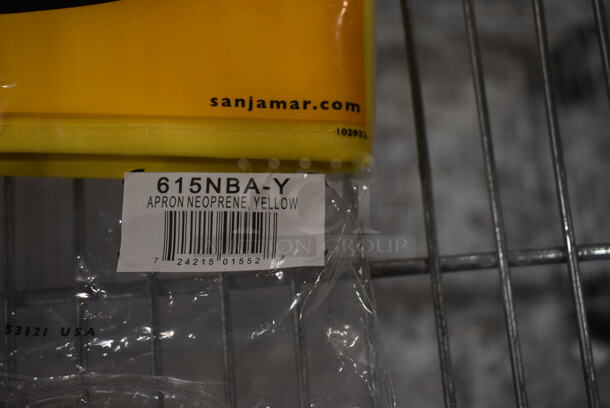 sanjamar.com
615NBA-Y
APRON NEOPRENE, YELLOW
7 24215 01552
53121 USA